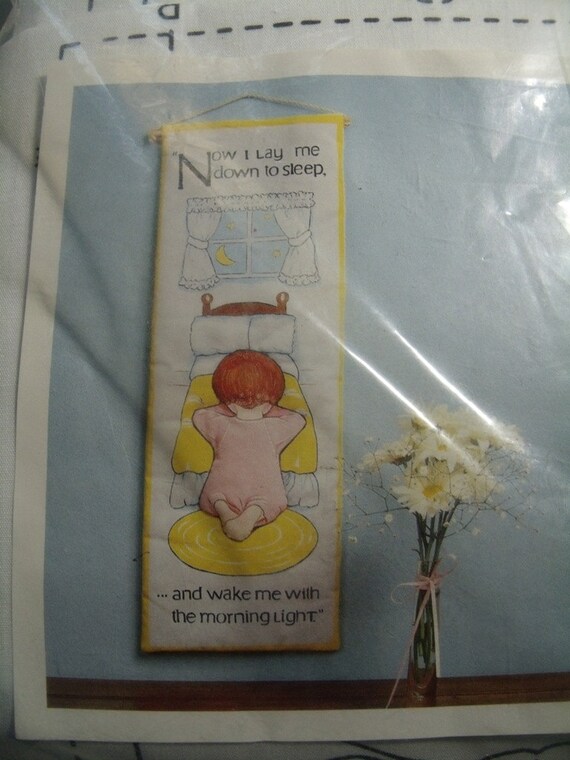 "Now I Lay me
down to sleep,
... and wake me with
the morning Light."